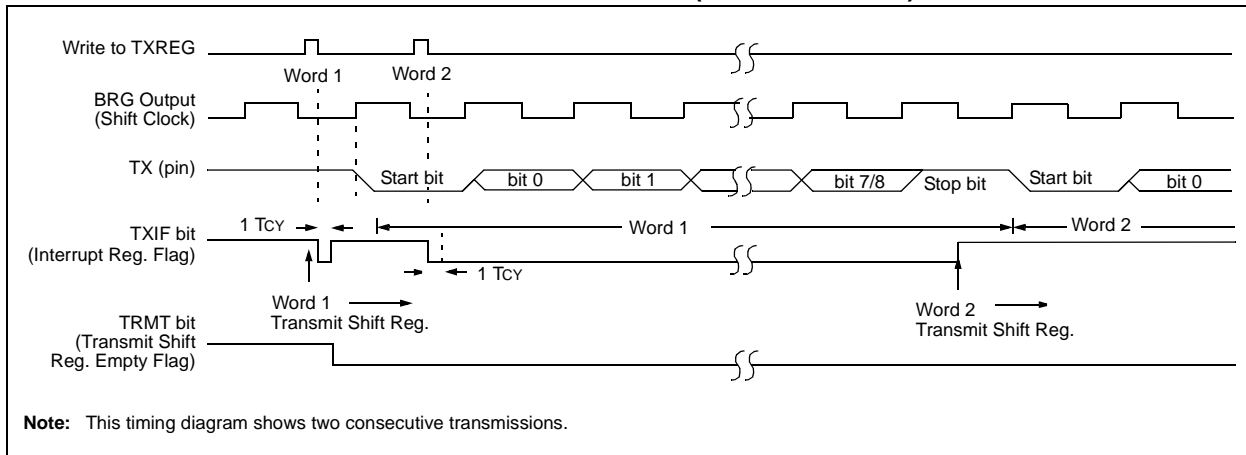 Write to TXREG
Word 1
Word 2
BRG Output
(Shift Clock)
TX (pin)
Start bit
bit 0
bit 1
bit 7/8
Stop bit
Start bit
bit 0
1 TCY
TXIF bit
(Interrupt Reg. Flag)
Word 1
Word 2
1 TCY
Word 1
Transmit Shift Reg.
Word 2
Transmit Shift Reg.
TRMT bit
(Transmit Shift
Reg. Empty Flag)
Note: This timing diagram shows two consecutive transmissions.